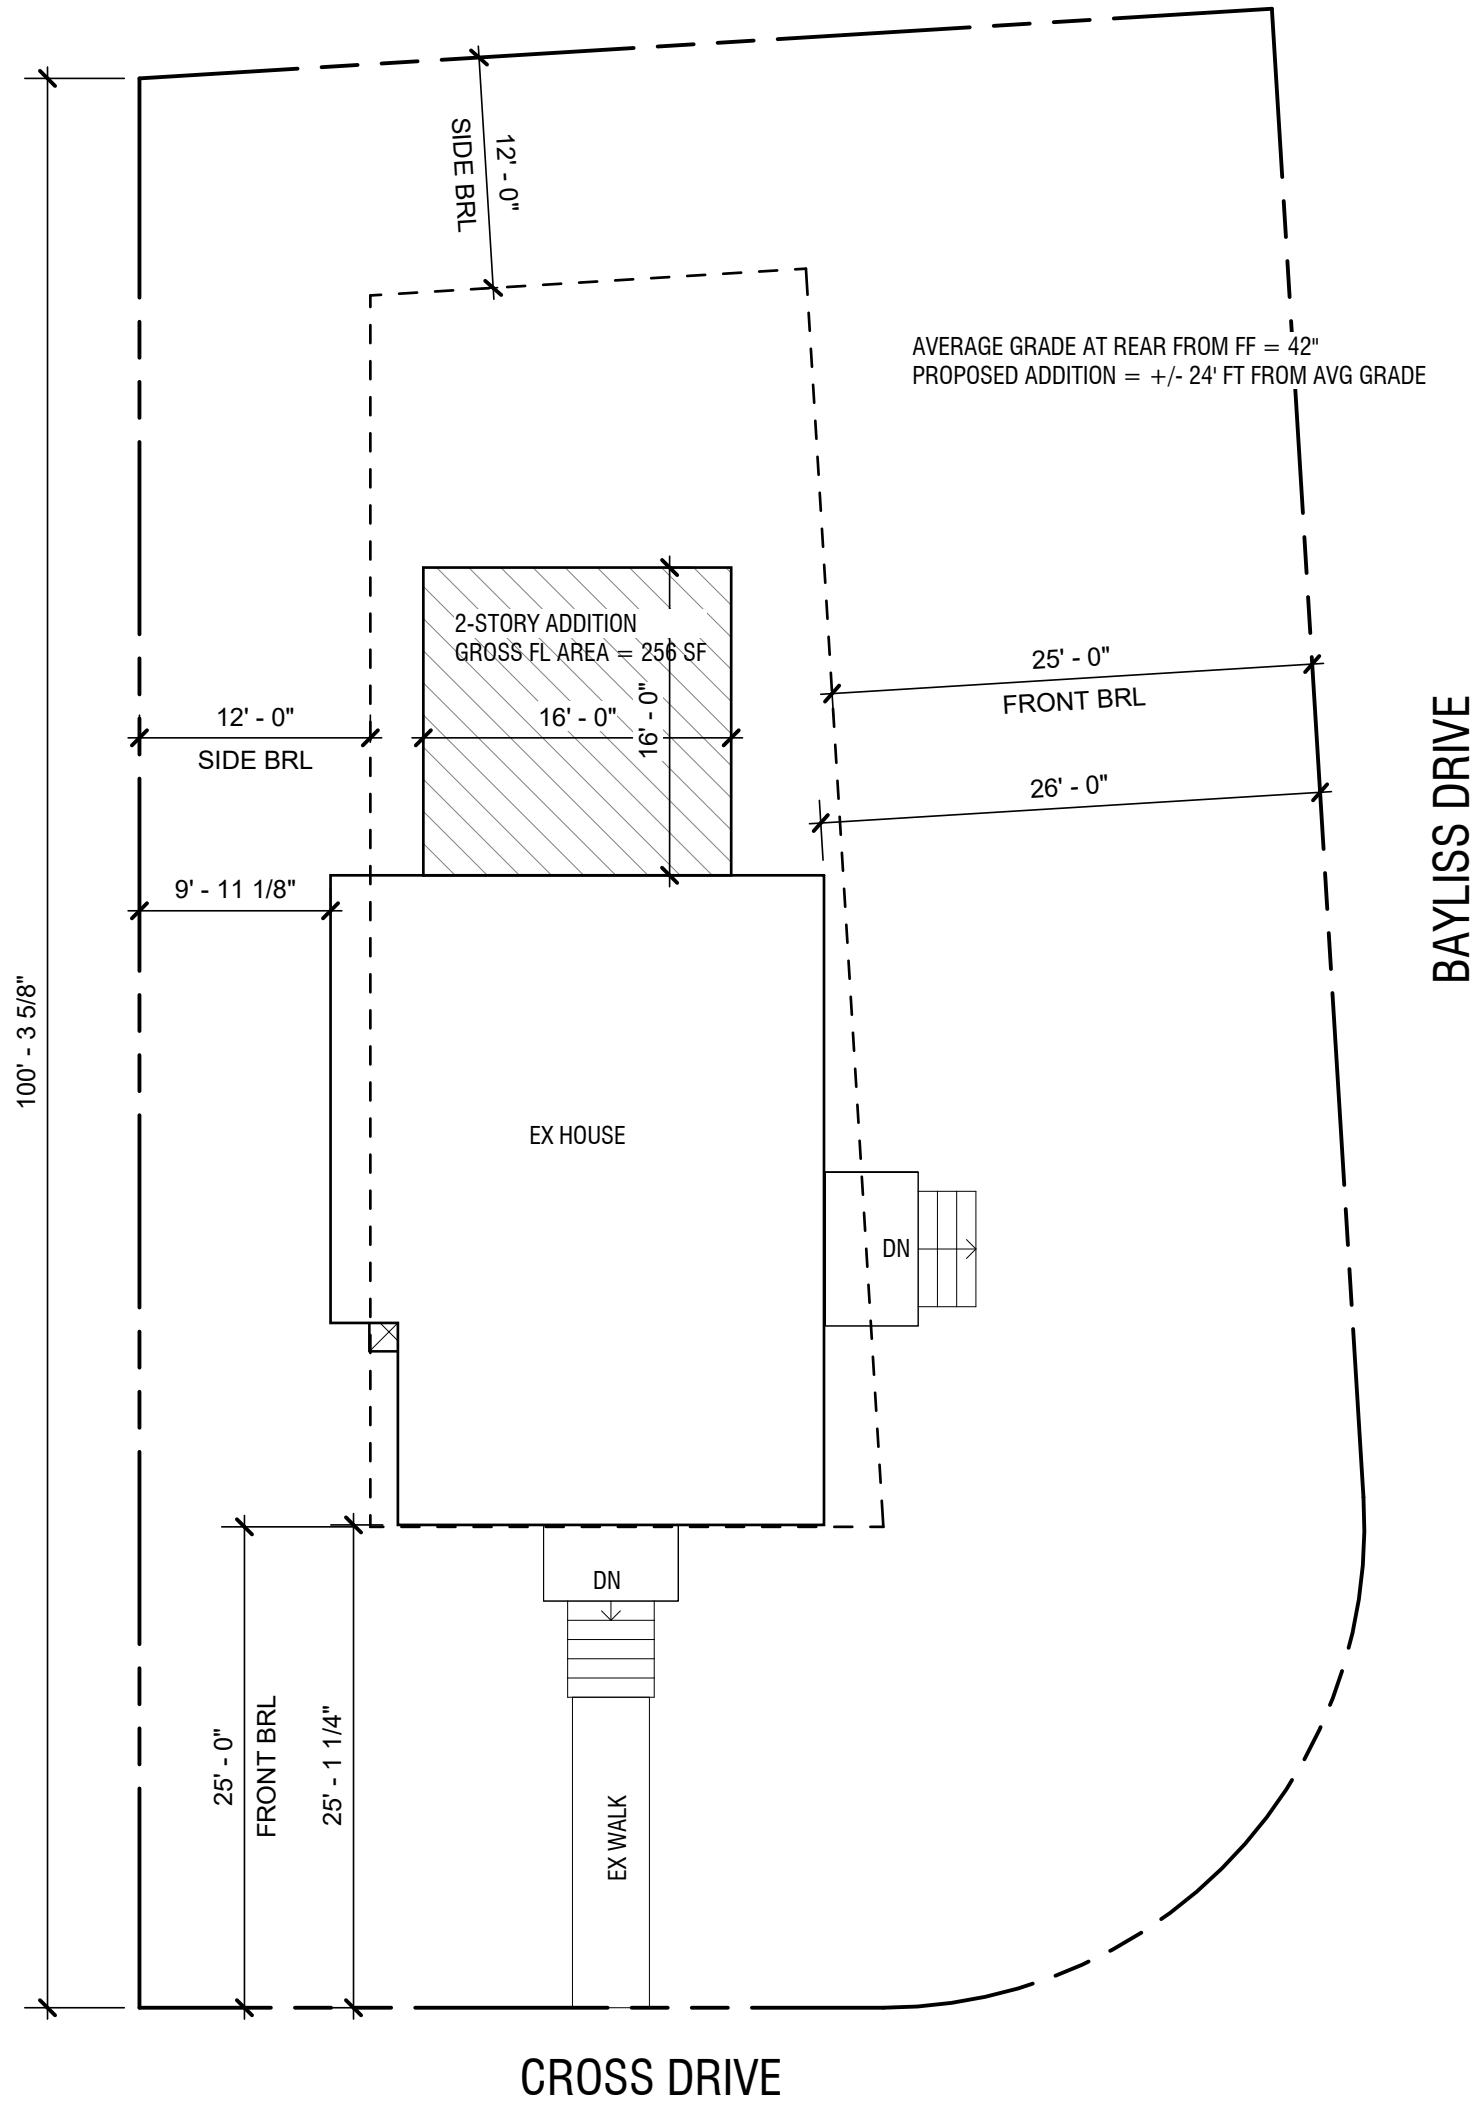 12' - 0"
SIDE BRL
AVERAGE GRADE AT REAR FROM FF = 42"
PROPOSED ADDITION = +/- 24' FT FROM AVG GRADE
2-STORY ADDITION
GROSS FL AREA = 256 SF
25' - 0"
FRONT BRL
12' - 0"
SIDE BRL
16' - 0"
16' - 0"
26' - 0"
BAYLISS DRIVE
9' - 11 1/8"
100' - 3 5/8"
EX HOUSE
DN
DN
25' - 0"
FRONT BRL
25' - 1 1/4"
EX WALK
CROSS DRIVE